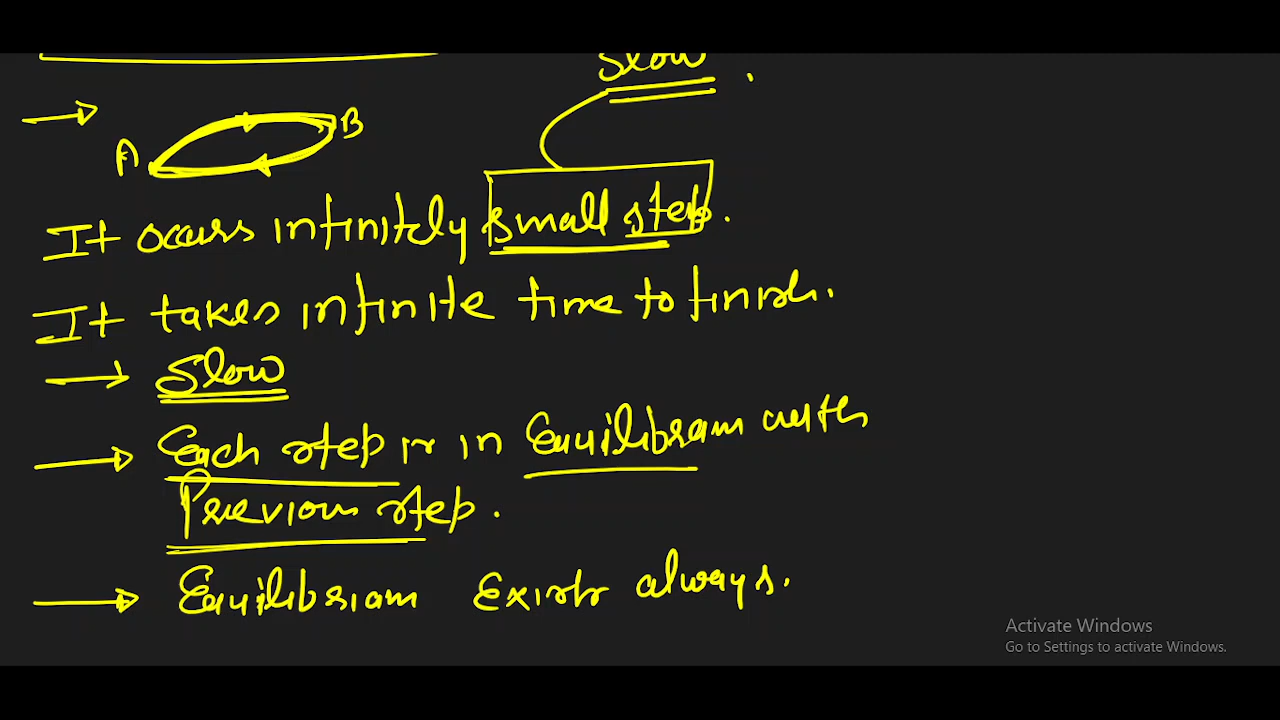 Slow
→
A B
It occurs infinitely small steps.
It takes infinite time to finish.
→ Slow
→ Each step is in Equilibrium with
Previous step.
→ Equilibrium Exists always.
Activate Windows
Go to Settings to activate Windows.